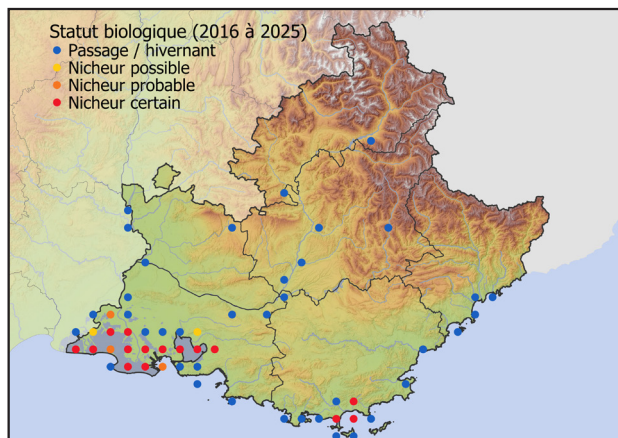 Statut biologique (2016 à 2025)
Passage / hivernant
Nicheur possible
Nicheur probable
Nicheur certain